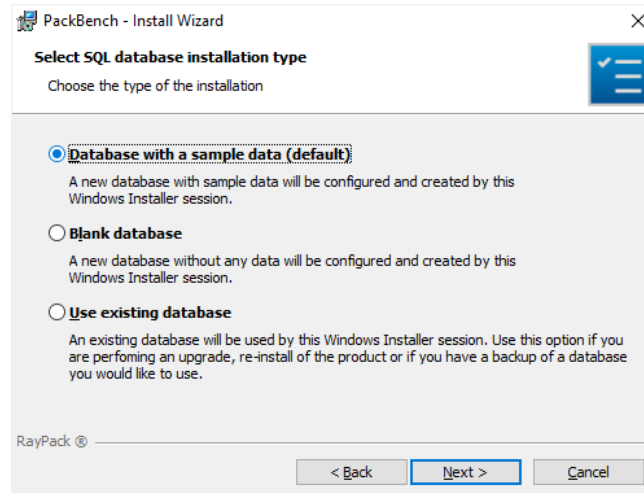 PackBench - Install Wizard
Select SQL database installation type
Choose the type of the installation
Database with a sample data (default)
A new database with sample data will be configured and created by this
Windows Installer session.
Blank database
A new database without any data will be configured and created by this
Windows Installer session.
Use existing database
An existing database will be used by this Windows Installer session. Use this option if you
are perfoming an upgrade, re-install of the product or if you have a backup of a database
you would like to use.
RayPack ®
< Back Next > Cancel